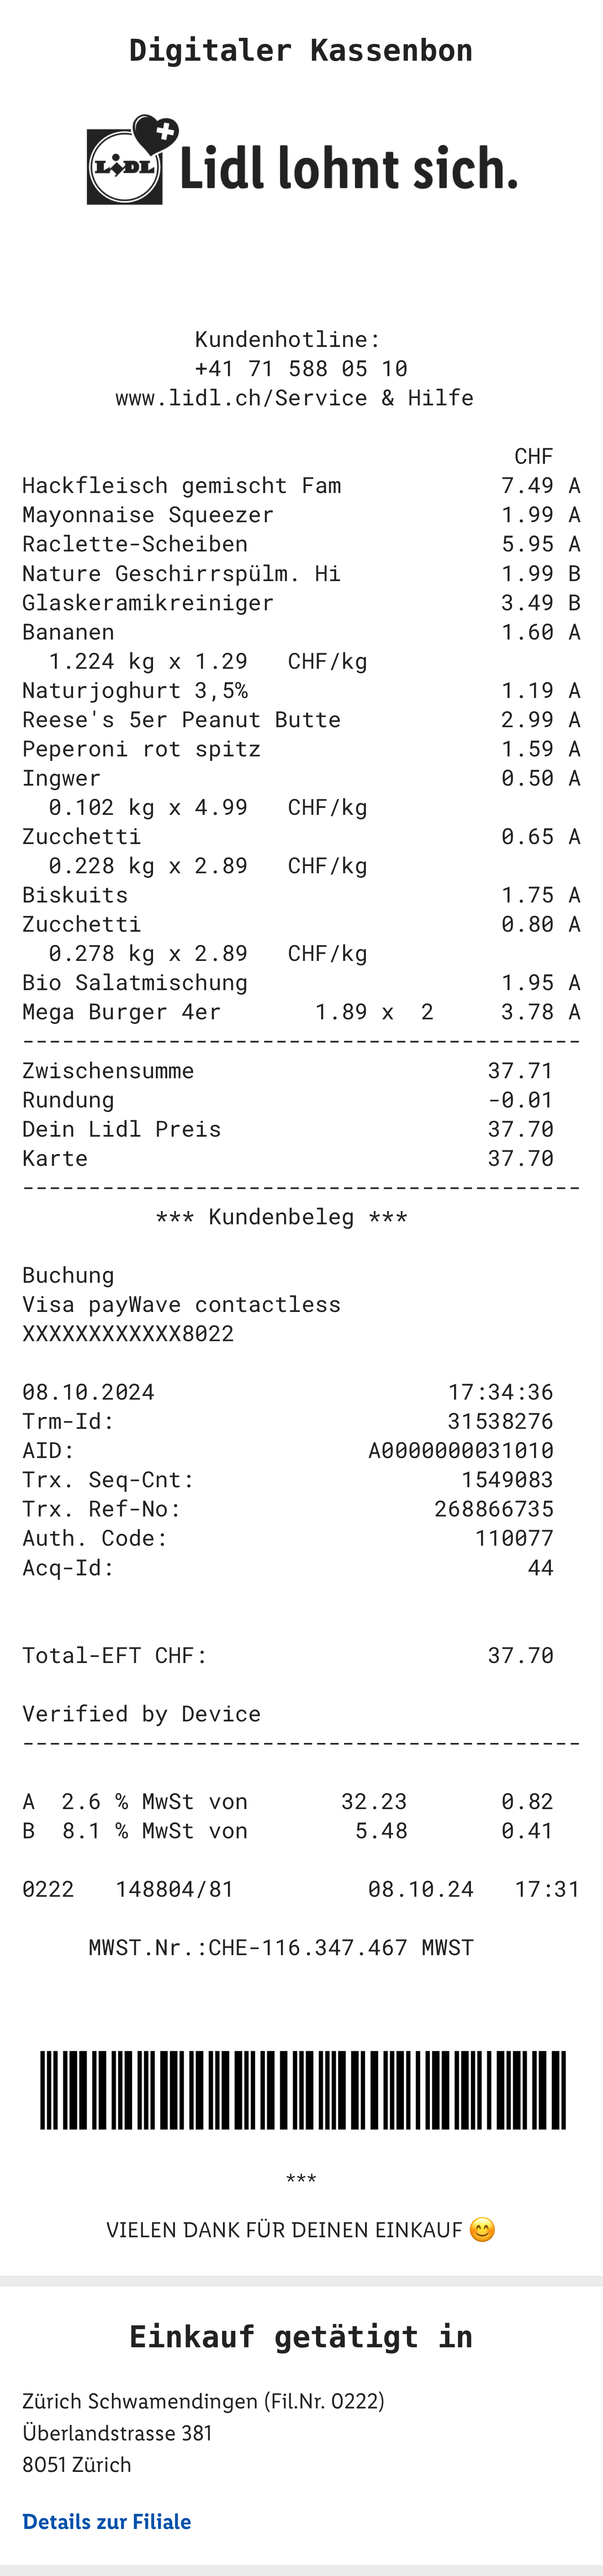 Digitaler Kassenbon
LIDL Lidl lohnt sich.
Kundenhotline:
+41 71 588 05 10
www.lidl.ch/Service & Hilfe
CHF
Hackfleisch gemischt Fam 7.49 A
Mayonnaise Squeezer 1.99 A
Raclette-Scheiben 5.95 A
Nature Geschirrspülm. Hi 1.99 B
Glaskeramikreiniger 3.49 B
Bananen 1.60 A
1.224 kg x 1.29 CHF/kg
Naturjoghurt 3,5% 1.19 A
Reese's 5er Peanut Butte 2.99 A
Peperoni rot spitz 1.59 A
Ingwer 0.50 A
0.102 kg x 4.99 CHF/kg
Zucchetti 0.65 A
0.228 kg x 2.89 CHF/kg
Biskuits 1.75 A
Zucchetti 0.80 A
0.278 kg x 2.89 CHF/kg
Bio Salatmischung 1.95 A
Mega Burger 4er 1.89 x 2 3.78 A
------------------------------------------
Zwischensumme 37.71
Rundung -0.01
Dein Lidl Preis 37.70
Karte 37.70
------------------------------------------
*** Kundenbeleg ***
Buchung
Visa payWave contactless
XXXXXXXXXXXX8022
08.10.2024 17:34:36
Trm-Id: 31538276
AID: A0000000031010
Trx. Seq-Cnt: 1549083
Trx. Ref-No: 268866735
Auth. Code: 110077
Acq-Id: 44
Total-EFT CHF: 37.70
Verified by Device
------------------------------------------
A 2.6 % MwSt von 32.23 0.82
B 8.1 % MwSt von 5.48 0.41
0222 148804/81 08.10.24 17:31
MWST.Nr.:CHE-116.347.467 MWST
***
VIELEN DANK FÜR DEINEN EINKAUF 😊
Einkauf getätigt in
Zürich Schwamendingen (Fil.Nr. 0222)
Überlandstrasse 381
8051 Zürich
Details zur Filiale